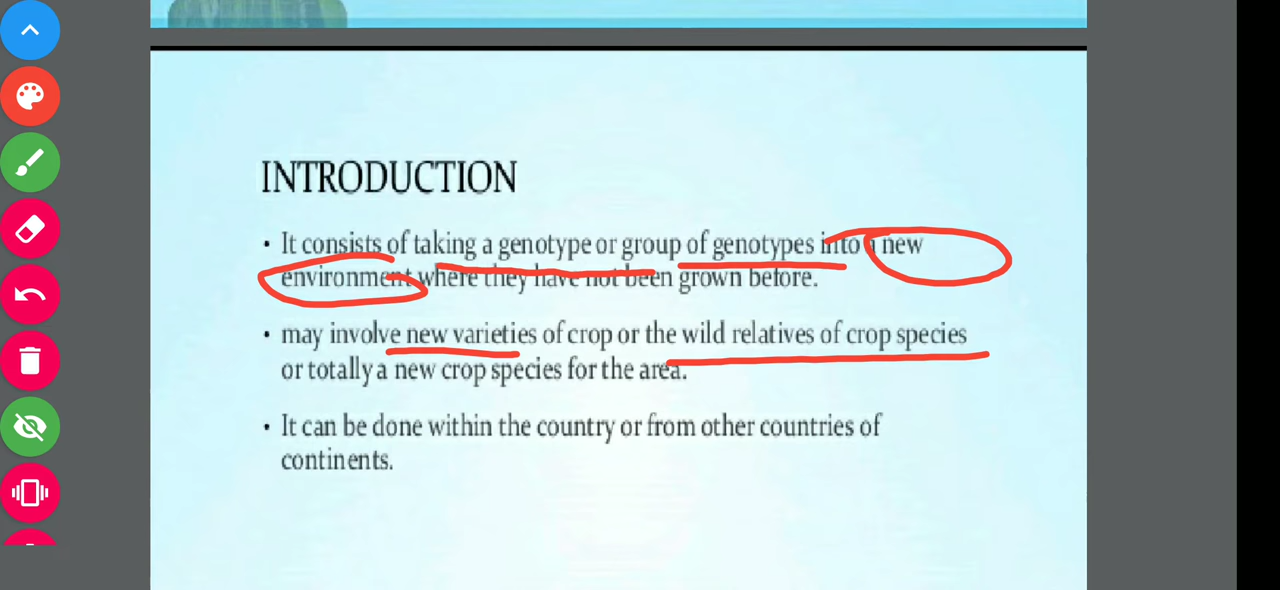 INTRODUCTION
• It consists of taking a genotype or group of genotypes into a new
environment where they have not been grown before.
• may involve new varieties of crop or the wild relatives of crop species
or totally a new crop species for the area.
• It can be done within the country or from other countries of
continents.